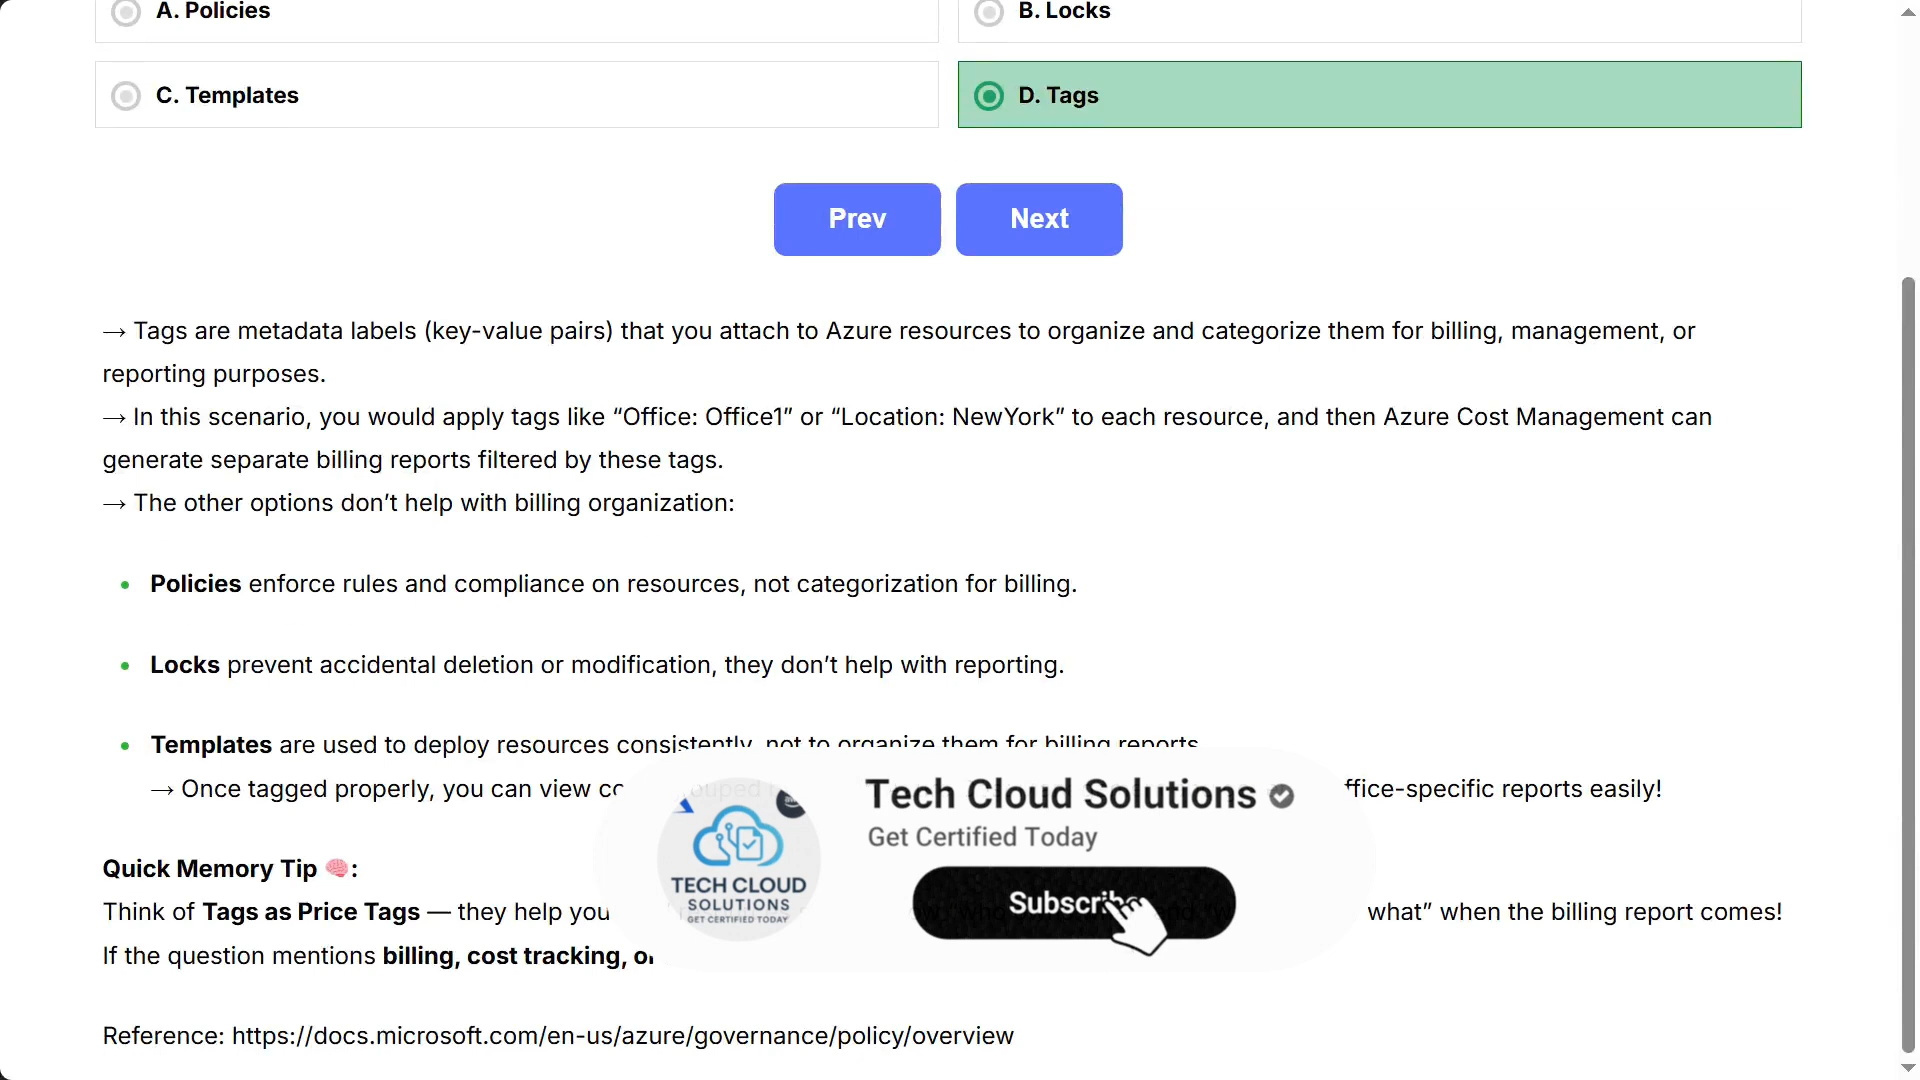 A. Policies
B. Locks
C. Templates
D. Tags
Prev
Next
→ Tags are metadata labels (key-value pairs) that you attach to Azure resources to organize and categorize them for billing, management, or
reporting purposes.
→ In this scenario, you would apply tags like “Office: Office1” or “Location: NewYork” to each resource, and then Azure Cost Management can
generate separate billing reports filtered by these tags.
→ The other options don’t help with billing organization:
• Policies enforce rules and compliance on resources, not categorization for billing.
• Locks prevent accidental deletion or modification, they don’t help with reporting.
• Templates are used to deploy resources consistently, not to organize them for billing reports
→ Once tagged properly, you can view
reports easily!
Quick Memory Tip 🧠:
Think of Tags as Price Tags — they help you
what” when the billing report comes!
If the question mentions billing, cost tracking,
Tech Cloud Solutions
Get Certified Today
Subscribe
TECH CLOUD
SOLUTIONS
GET CERTIFIED TODAY
Reference: https://docs.microsoft.com/en-us/azure/governance/policy/overview